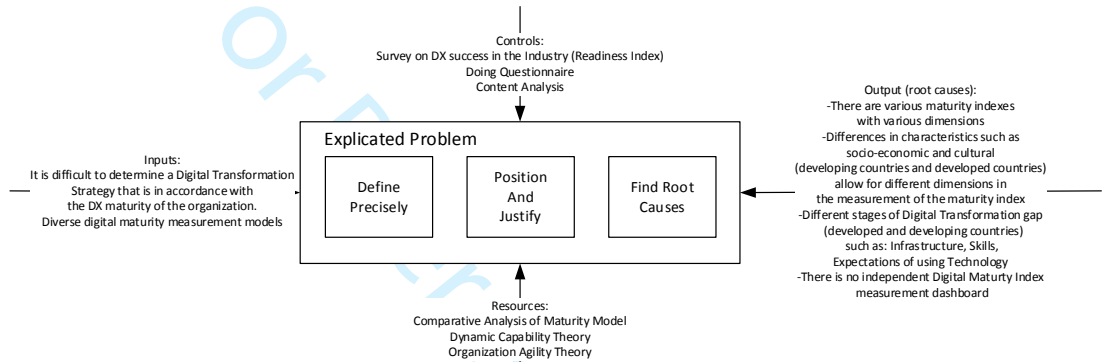 Controls:
Survey on DX success in the Industry (Readiness Index)
Doing Questionnaire
Content Analysis
Inputs:
It is difficult to determine a Digital Transformation
Strategy that is in accordance with
the DX maturity of the organization.
Diverse digital maturity measurement models
Explicated Problem
Define
Precisely
Position
And
Justify
Find Root
Causes
Output (root causes):
-There are various maturity indexes
with various dimensions
-Differences in characteristics such as
socio-economic and cultural
(developing countries and developed countries)
allow for different dimensions in
the measurement of the maturity index
-Different stages of Digital Transformation gap
(developed and developing countries)
such as: Infrastructure, Skills,
Expectations of using Technology
-There is no independent Digital Maturty Index
measurement dashboard
Resources:
Comparative Analysis of Maturity Model
Dynamic Capability Theory
Organization Agility Theory